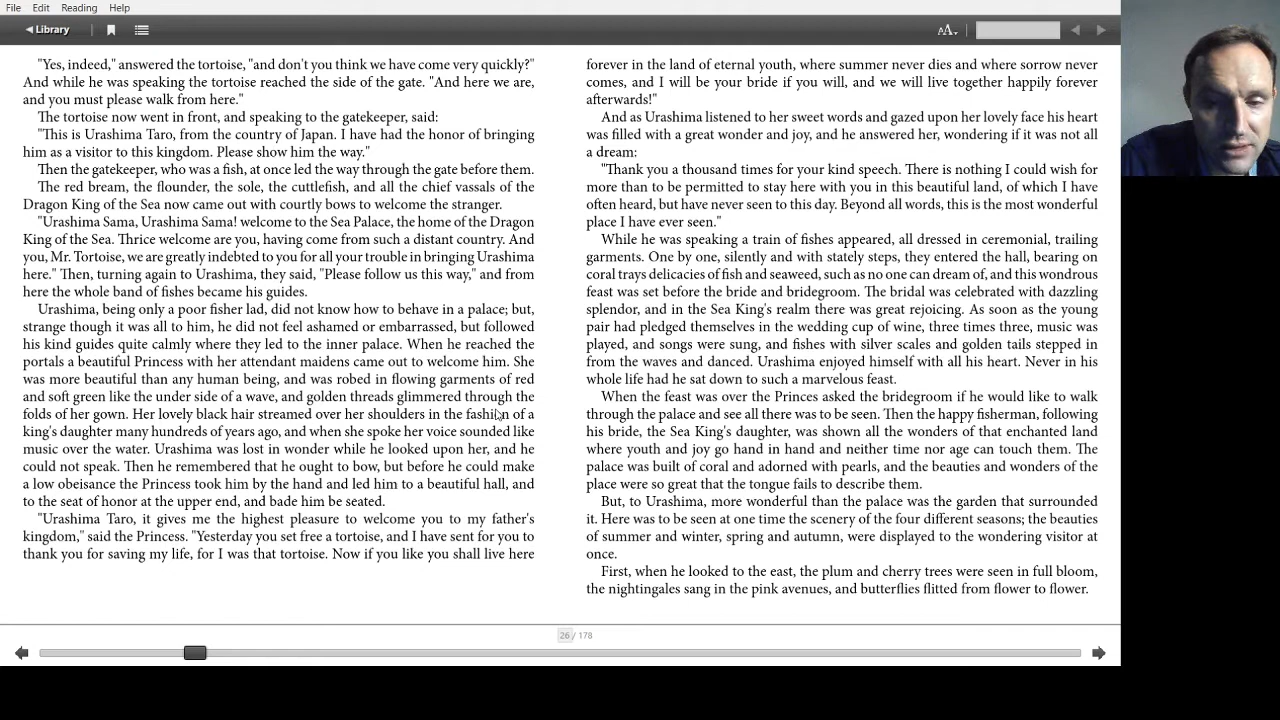 File Edit Reading Help
Library
AA
"Yes, indeed," answered the tortoise, "and don't you think we have come very quickly?"
And while he was speaking the tortoise reached the side of the gate. "And here we are,
and you must please walk from here."
The tortoise now went in front, and speaking to the gatekeeper, said:
"This is Urashima Taro, from the country of Japan. I have had the honor of bringing
him as a visitor to this kingdom. Please show him the way."
Then the gatekeeper, who was a fish, at once led the way through the gate before them.
The red bream, the flounder, the sole, the cuttlefish, and all the chief vassals of the
Dragon King of the Sea now came out with courtly bows to welcome the stranger.
"Urashima Sama, Urashima Sama! welcome to the Sea Palace, the home of the Dragon
King of the Sea. Thrice welcome are you, having come from such a distant country. And
you, Mr. Tortoise, we are greatly indebted to you for all your trouble in bringing Urashima
here." Then, turning again to Urashima, they said, "Please follow us this way," and from
here the whole band of fishes became his guides.
Urashima, being only a poor fisher lad, did not know how to behave in a palace; but,
strange though it was all to him, he did not feel ashamed or embarrassed, but followed
his kind guides quite calmly where they led to the inner palace. When he reached the
portals a beautiful Princess with her attendant maidens came out to welcome him. She
was more beautiful than any human being, and was robed in flowing garments of red
and soft green like the under side of a wave, and golden threads glimmered through the
folds of her gown. Her lovely black hair streamed over her shoulders in the fashion of a
king's daughter many hundreds of years ago, and when she spoke her voice sounded like
music over the water. Urashima was lost in wonder while he looked upon her, and he
could not speak. Then he remembered that he ought to bow, but before he could make
a low obeisance the Princess took him by the hand and led him to a beautiful hall, and
to the seat of honor at the upper end, and bade him be seated.
"Urashima Taro, it gives me the highest pleasure to welcome you to my father's
kingdom," said the Princess. "Yesterday you set free a tortoise, and I have sent for you to
thank you for saving my life, for I was that tortoise. Now if you like you shall live here
forever in the land of eternal youth, where summer never dies and where sorrow never
comes, and I will be your bride if you will, and we will live together happily forever
afterwards!"
And as Urashima listened to her sweet words and gazed upon her lovely face his heart
was filled with a great wonder and joy, and he answered her, wondering if it was not all
a dream:
"Thank you a thousand times for your kind speech. There is nothing I could wish for
more than to be permitted to stay here with you in this beautiful land, of which I have
often heard, but have never seen to this day. Beyond all words, this is the most wonderful
place I have ever seen."
While he was speaking a train of fishes appeared, all dressed in ceremonial, trailing
garments. One by one, silently and with stately steps, they entered the hall, bearing on
coral trays delicacies of fish and seaweed, such as no one can dream of, and this wondrous
feast was set before the bride and bridegroom. The bridal was celebrated with dazzling
splendor, and in the Sea King's realm there was great rejoicing. As soon as the young
pair had pledged themselves in the wedding cup of wine, three times three, music was
played, and songs were sung, and fishes with silver scales and golden tails stepped in
from the waves and danced. Urashima enjoyed himself with all his heart. Never in his
whole life had he sat down to such a marvelous feast.
When the feast was over the Princes asked the bridegroom if he would like to walk
through the palace and see all there was to be seen. Then the happy fisherman, following
his bride, the Sea King's daughter, was shown all the wonders of that enchanted land
where youth and joy go hand in hand and neither time nor age can touch them. The
palace was built of coral and adorned with pearls, and the beauties and wonders of the
place were so great that the tongue fails to describe them.
But, to Urashima, more wonderful than the palace was the garden that surrounded
it. Here was to be seen at one time the scenery of the four different seasons; the beauties
of summer and winter, spring and autumn, were displayed to the wondering visitor at
once.
First, when he looked to the east, the plum and cherry trees were seen in full bloom,
the nightingales sang in the pink avenues, and butterflies flitted from flower to flower.
26 / 178